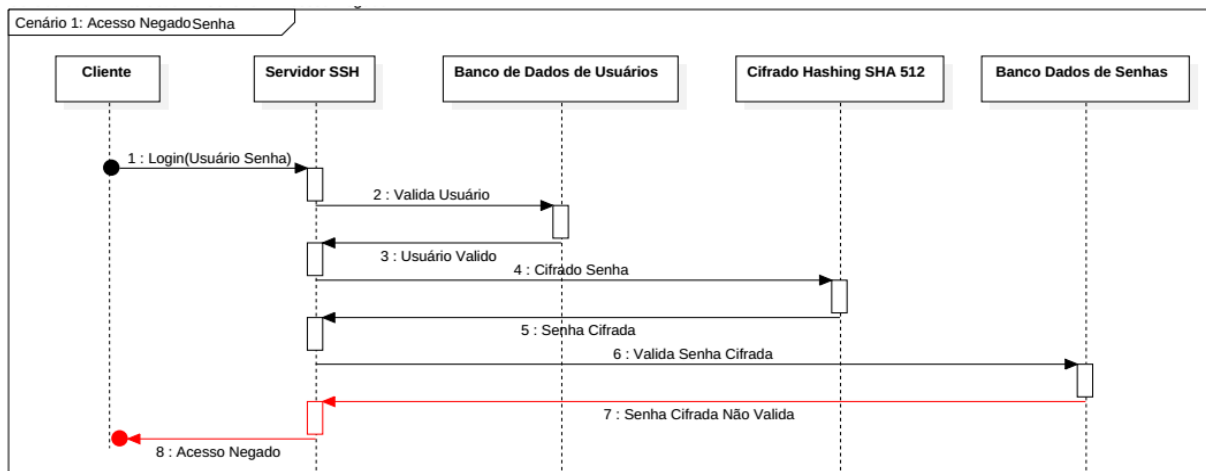 Cenário 1: Acesso Negado Senha
Cliente
Servidor SSH
Banco de Dados de Usuários
Cifrado Hashing SHA 512
Banco Dados de Senhas
1 : Login(Usuário Senha)
2 : Valida Usuário
3 : Usuário Valido
4 : Cifrado Senha
5 : Senha Cifrada
6 : Valida Senha Cifrada
7 : Senha Cifrada Não Valida
8 : Acesso Negado